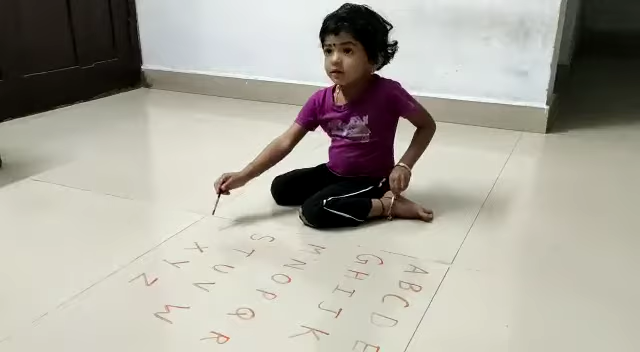 A B C D E
G H I J K
M N O P Q R
S T U V W
X Y Z